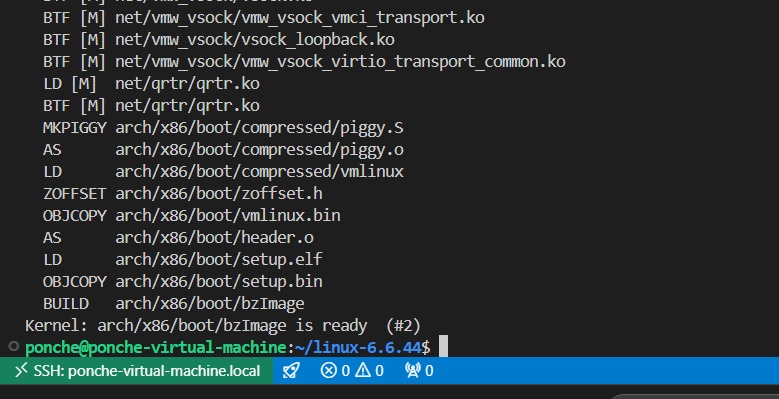 BTF [M] net/vmw_vsock/vmw_vsock_vmci_transport.ko
BTF [M] net/vmw_vsock/vsock_loopback.ko
BTF [M] net/vmw_vsock/vmw_vsock_virtio_transport_common.ko
LD [M]  net/qrtr/qrtr.ko
BTF [M] net/qrtr/qrtr.ko
MKPIGGY arch/x86/boot/compressed/piggy.S
AS      arch/x86/boot/compressed/piggy.o
LD      arch/x86/boot/compressed/vmlinux
ZOFFSET arch/x86/boot/zoffset.h
OBJCOPY arch/x86/boot/vmlinux.bin
AS      arch/x86/boot/header.o
LD      arch/x86/boot/setup.elf
OBJCOPY arch/x86/boot/setup.bin
BUILD   arch/x86/boot/bzImage
Kernel: arch/x86/boot/bzImage is ready  (#2)
ponche@ponche-virtual-machine:~/linux-6.6.44$
SSH: ponche-virtual-machine.local 0 0 0